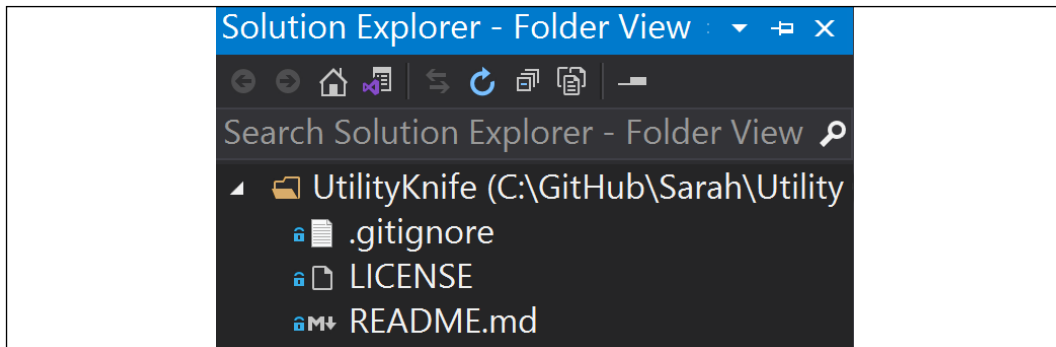 Solution Explorer - Folder View
Search Solution Explorer - Folder View
UtilityKnife (C:\GitHub\Sarah\Utility
.gitignore
LICENSE
M↓ README.md